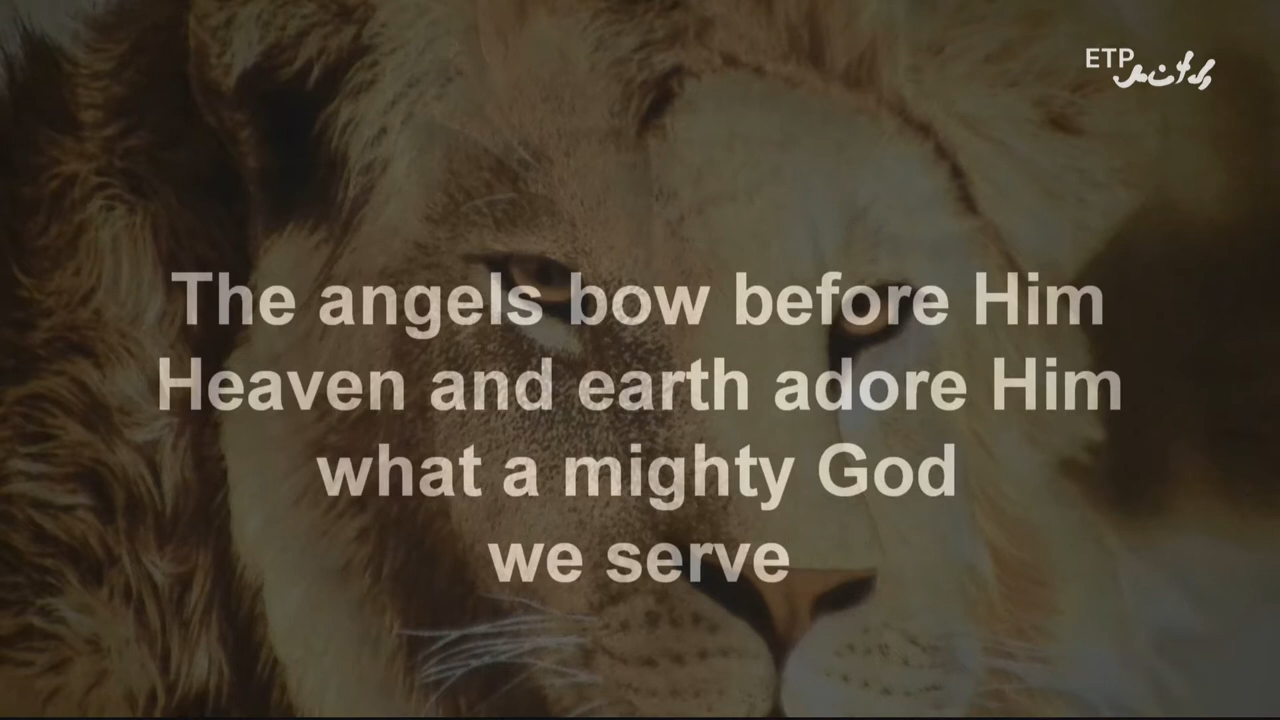 ETP
The angels bow before Him
Heaven and earth adore Him
what a mighty God
we serve